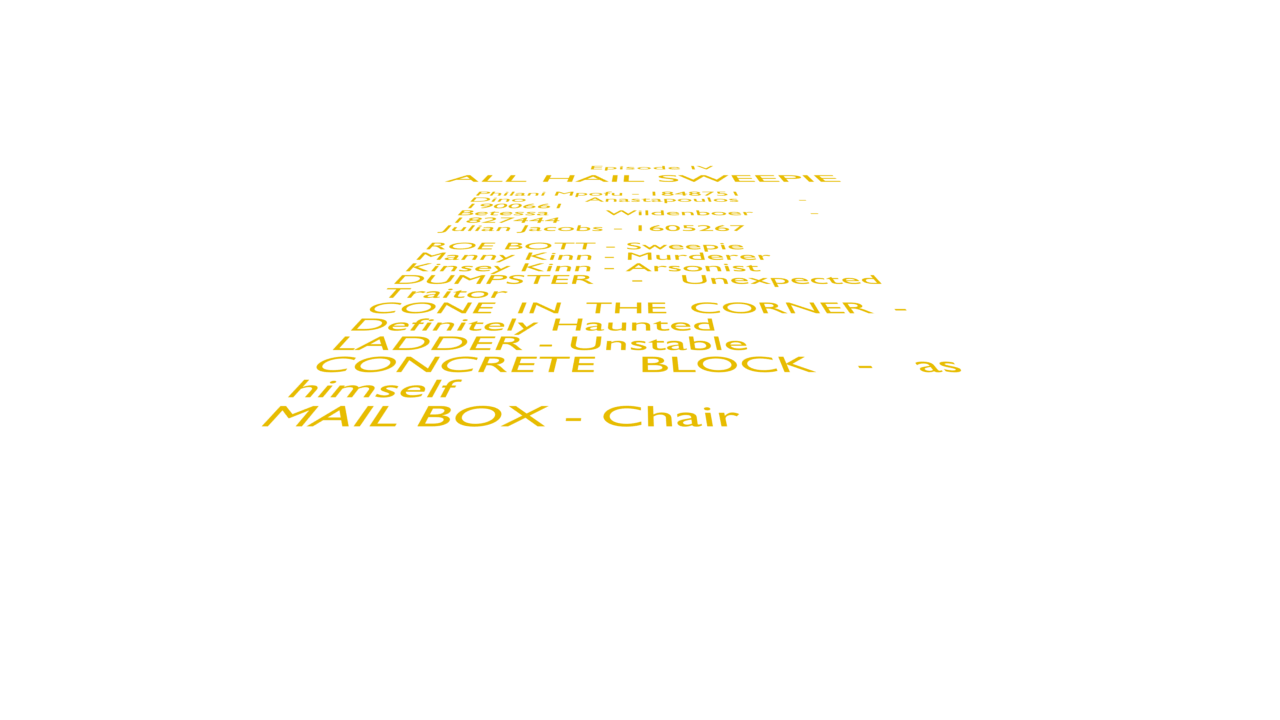 Episode IV
ALL HAIL SWEEPIE
Philani Mpofu - 1848751
Dino Anastapoulos -
1900661
Betessa Wildenboer -
1827444
Julian Jacobs - 1605267
ROE BOTT - Sweepie
Manny Kinn - Murderer
Kinsey Kinn - Arsonist
DUMPSTER - Unexpected
Traitor
CONE IN THE CORNER -
Definitely Haunted
LADDER - Unstable
CONCRETE BLOCK - as
himself
MAIL BOX - Chair